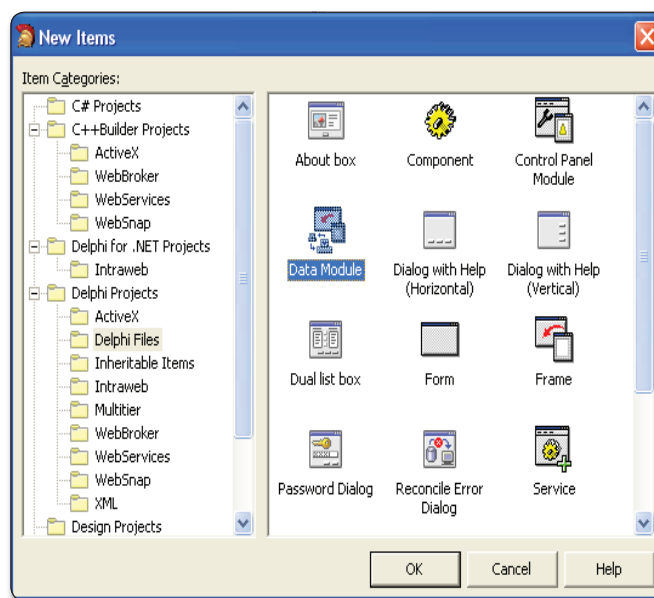 New Items
Item Categories:
C# Projects
C++Builder Projects
ActiveX
WebBroker
WebServices
WebSnap
Delphi for .NET Projects
Intraweb
Delphi Projects
ActiveX
Delphi Files
Inheritable Items
Intraweb
Multitier
WebBroker
WebServices
WebSnap
XML
Design Projects
About box
Component
Control Panel
Module
Data Module
Dialog with Help
(Horizontal)
Dialog with Help
(Vertical)
Dual list box
Form
Frame
Password Dialog
Reconcile Error
Dialog
Service
OK
Cancel
Help